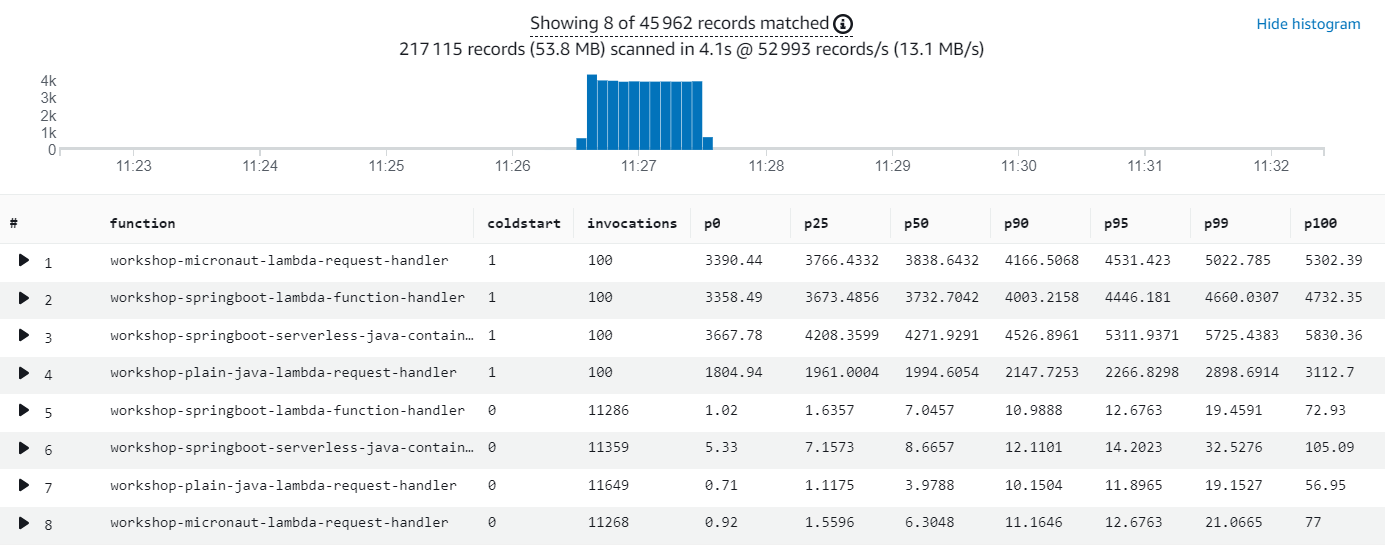 Showing 8 of 45 962 records matched
Hide histogram
217 115 records (53.8 MB) scanned in 4.1s @ 52 993 records/s (13.1 MB/s)
4k
3k
2k
1k
0
11:23 11:24 11:25 11:26 11:27 11:28 11:29 11:30 11:31 11:32
# function coldstart invocations p0 p25 p50 p90 p95 p99 p100
1 workshop-micronaut-lambda-request-handler 1 100 3390.44 3766.4332 3838.6432 4166.5068 4531.423 5022.785 5302.39
2 workshop-springboot-lambda-function-handler 1 100 3358.49 3673.4856 3732.7042 4003.2158 4446.181 4660.0307 4732.35
3 workshop-springboot-serverless-java-contain… 1 100 3667.78 4208.3599 4271.9291 4526.8961 5311.9371 5725.4383 5830.36
4 workshop-plain-java-lambda-request-handler 1 100 1804.94 1961.0004 1994.6054 2147.7253 2266.8298 2898.6914 3112.7
5 workshop-springboot-lambda-function-handler 0 11286 1.02 1.6357 7.0457 10.9888 12.6763 19.4591 72.93
6 workshop-springboot-serverless-java-contain… 0 11359 5.33 7.1573 8.6657 12.1101 14.2023 32.5276 105.09
7 workshop-plain-java-lambda-request-handler 0 11649 0.71 1.1175 3.9788 10.1504 11.8965 19.1527 56.95
8 workshop-micronaut-lambda-request-handler 0 11268 0.92 1.5596 6.3048 11.1646 12.6763 21.0665 77